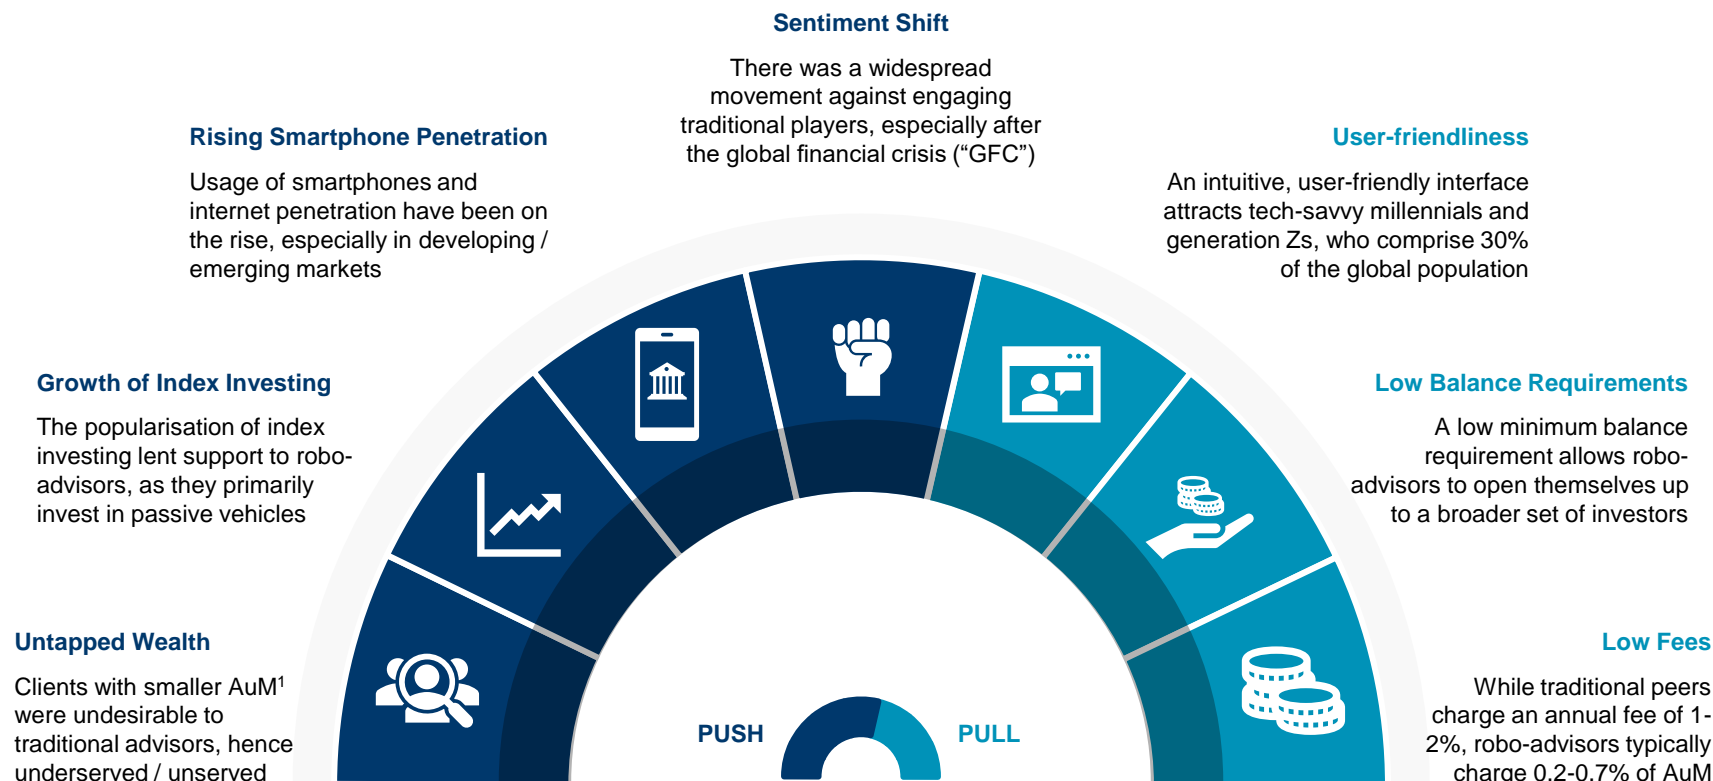 Sentiment Shift
There was a widespread
movement against engaging
traditional players, especially after
the global financial crisis (“GFC”)
Rising Smartphone Penetration
Usage of smartphones and
internet penetration have been on
the rise, especially in developing /
emerging markets
User-friendliness
An intuitive, user-friendly interface
attracts tech-savvy millennials and
generation Zs, who comprise 30%
of the global population
Growth of Index Investing
The popularisation of index
investing lent support to robo-
advisors, as they primarily
invest in passive vehicles
Low Balance Requirements
A low minimum balance
requirement allows robo-
advisors to open themselves up
to a broader set of investors
Untapped Wealth
Clients with smaller AuM¹
were undesirable to
traditional advisors, hence
underserved / unserved
Low Fees
While traditional peers
charge an annual fee of 1-
2%, robo-advisors typically
charge 0.2-0.7% of AuM
PUSH
PULL